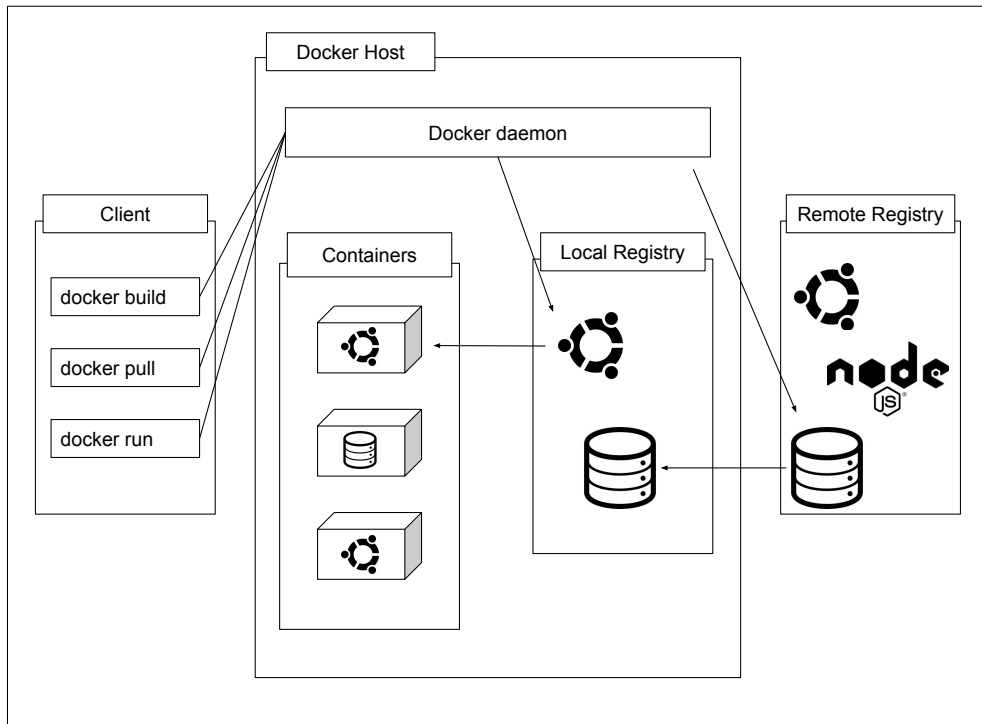 Docker Host
Docker daemon
Client
Remote Registry
Containers
Local Registry
docker build
docker pull
docker run
node
JS